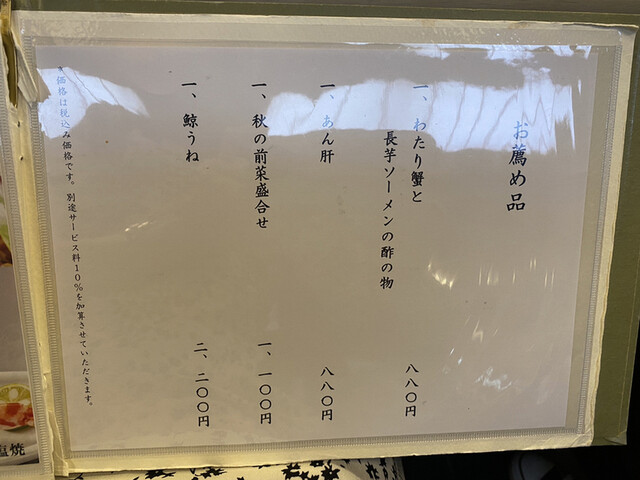 お薦め品
一、わたり蟹と
長芋ソーメンの酢の物
八八〇円
一、あん肝
八八〇円
一、秋の前菜盛合せ
一、一〇〇円
一、鯨うね
二、二〇〇円
*価格は税込み価格です。別途サービス料10%を加算させていただきます。
塩焼